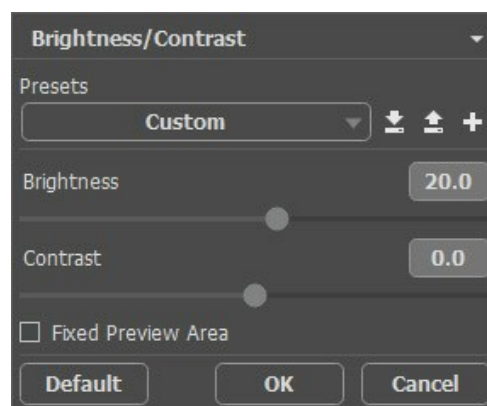 Brightness/Contrast
Presets
Custom
Brightness 20.0
Contrast 0.0
Fixed Preview Area
Default OK Cancel